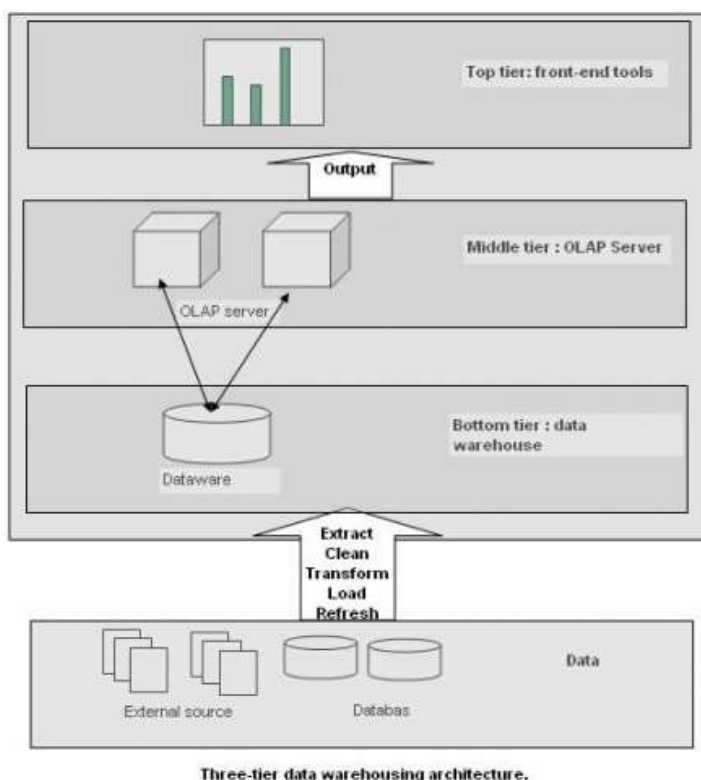 Top tier: front-end tools
Output
Middle tier : OLAP Server
OLAP server
Bottom tier : data
warehouse
Dataware
Extract
Clean
Transform
Load
Refresh
Data
External source
Databas
Three-tier data warehousing architecture.